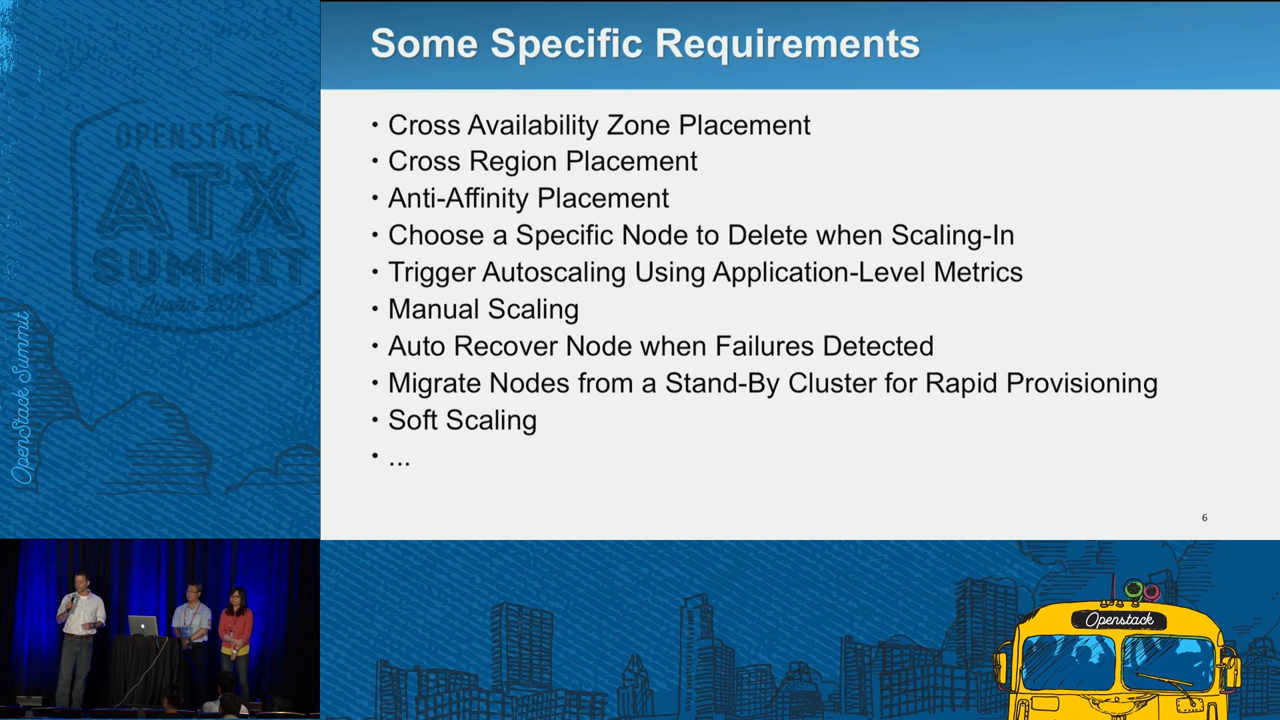 Some Specific Requirements
• Cross Availability Zone Placement
• Cross Region Placement
• Anti-Affinity Placement
• Choose a Specific Node to Delete when Scaling-In
• Trigger Autoscaling Using Application-Level Metrics
• Manual Scaling
• Auto Recover Node when Failures Detected
• Migrate Nodes from a Stand-By Cluster for Rapid Provisioning
• Soft Scaling
• ...
6
OPENSTACK
ATX
SUMMIT
Austin 2016
OpenStack Summit
Openstack